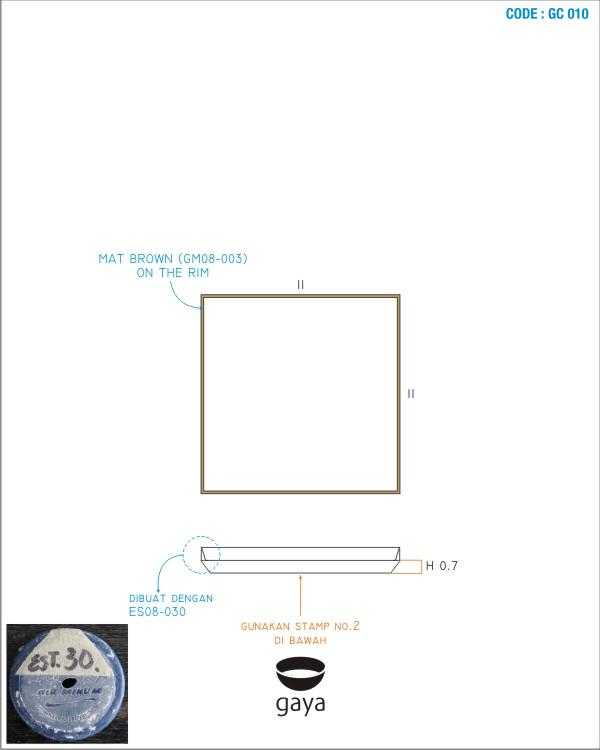 CODE : GC 010
MAT BROWN (GM08-003)
ON THE RIM
11
11
H 0.7
DIBUAT DENGAN
ES08-030
GUNAKAN STAMP NO.2
DI BAWAH
gaya
EST. 30.
AIR MINUM